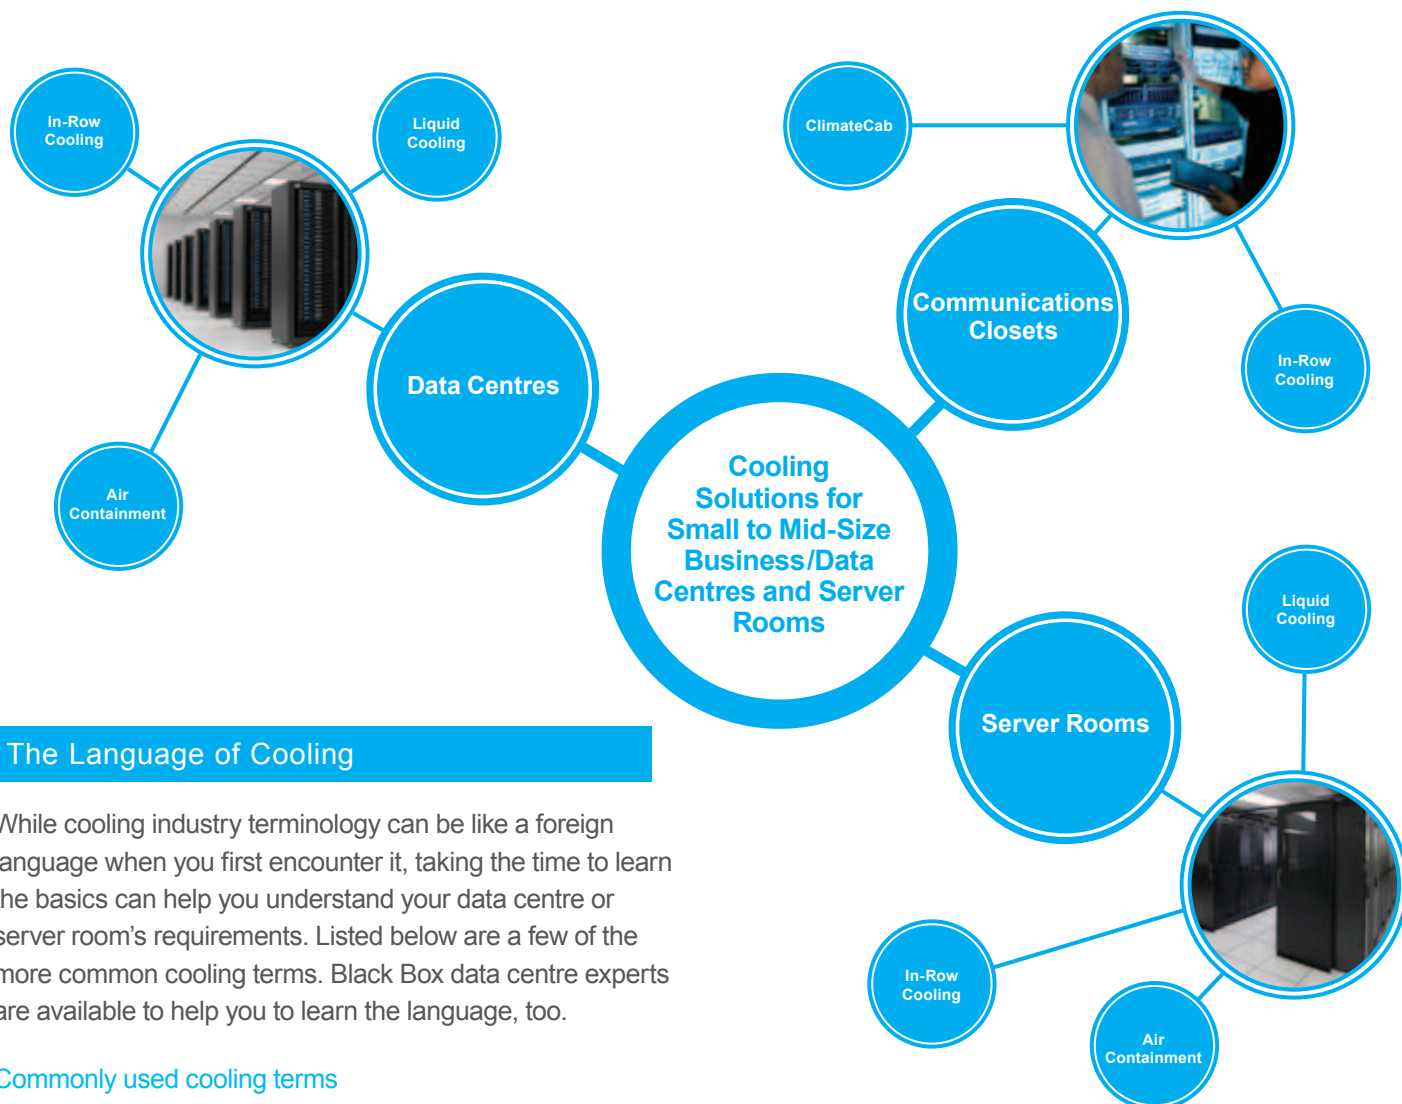 In-Row
Cooling
Liquid
Cooling
Data Centres
Air
Containment
ClimateCab
Communications
Closets
In-Row
Cooling
Cooling
Solutions for
Small to Mid-Size
Business/Data
Centres and Server
Rooms
Liquid
Cooling
Server Rooms
In-Row
Cooling
Air
Containment
The Language of Cooling
While cooling industry terminology can be like a foreign
language when you first encounter it, taking the time to learn
the basics can help you understand your data centre or
server room’s requirements. Listed below are a few of the
more common cooling terms. Black Box data centre experts
are available to help you to learn the language, too.
Commonly used cooling terms